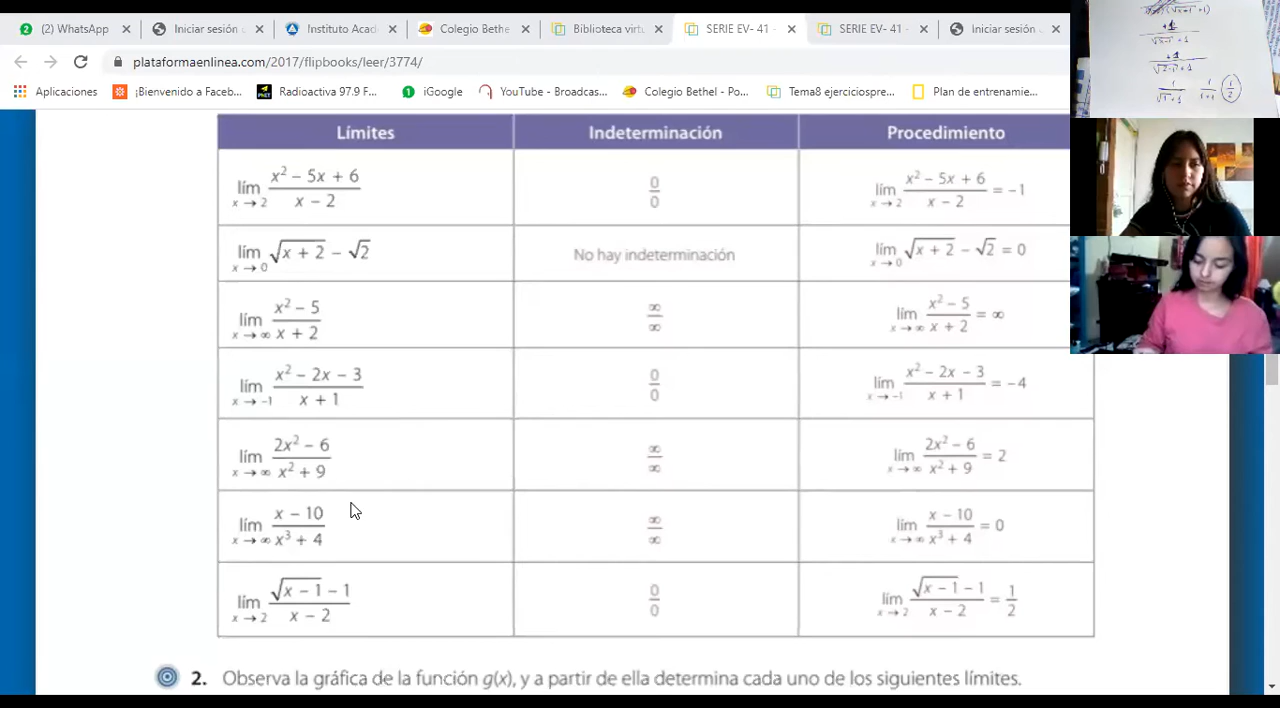 (2) WhatsApp
Iniciar sesión
Instituto Acad
Colegio Bethe
Biblioteca virtu
SERIE EV- 41 -
SERIE EV- 41
Iniciar sesión
plataformaenlinea.com/2017/flipbooks/leer/3774/
Aplicaciones
¡Bienvenido a Faceb...
Radioactiva 97.9 F...
iGoogle
YouTube - Broadcas...
Colegio Bethel - Po...
Tema6 ejerciciospre...
Plan de entrenamie...
Límites Indeterminación Procedimiento
lím x → 2 (x² − 5x + 6)/(x − 2) 0/0 lím x → 2 (x² − 5x + 6)/(x − 2) = −1
lím x → 0 √(x + 2) − √2 No hay indeterminación lím x → 0 √(x + 2) − √2 = 0
lím x → ∞ (x² − 5)/(x + 2) ∞/∞ lím x → ∞ (x² − 5)/(x + 2) = ∞
lím x → −1 (x² − 2x − 3)/(x + 1) 0/0 lím x → −1 (x² − 2x − 3)/(x + 1) = −4
lím x → ∞ (2x² − 6)/(x² + 9) ∞/∞ lím x → ∞ (2x² − 6)/(x² + 9) = 2
lím x → ∞ (x − 10)/(x³ + 4) ∞/∞ lím x → ∞ (x − 10)/(x³ + 4) = 0
lím x → 2 (√(x − 1) − 1)/(x − 2) 0/0 lím x → 2 (√(x − 1) − 1)/(x − 2) = 1/2
2. Observa la gráfica de la función g(x), y a partir de ella determina cada uno de los siguientes límites.